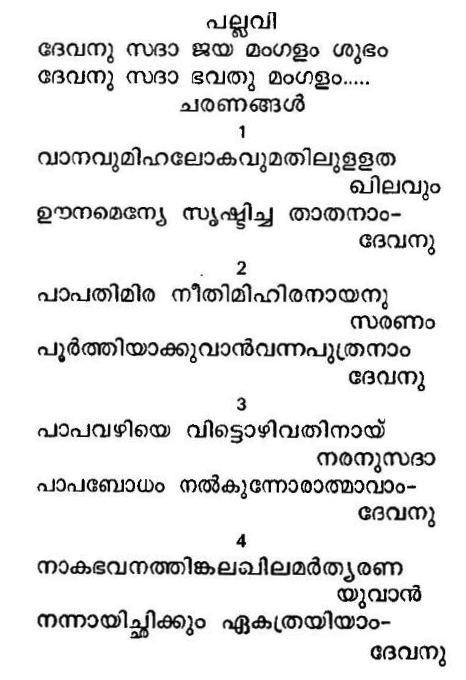 പല്ലവി
ദേവനു സദാ ജയ മംഗളം ശുഭം
ദേവനു സദാ ഭവതു മംഗളം.....
ചരണങ്ങൾ
1
വാനവുമിഹലോകവുമതിലുളളത
ഖിലവും
ഊനമെന്യേ സൃഷ്ടിച്ച താതനാം-
ദേവനു
2
പാപതിമിര നീതിമിഹിരനായനു
സരണം
പൂർത്തിയാക്കുവാൻവന്നപുത്രനാം
ദേവനു
3
പാപവഴിയെ വിട്ടൊഴിവതിനായ്
നരനുസദാ
പാപബോധം നൽകുന്നോരാത്മാവാം-
ദേവനു
4
നാകഭവനത്തിങ്കലഖിലമർത്യരണ
യുവാൻ
നന്നായിച്ഛിക്കും ഏകത്രയിയാം-
ദേവനു